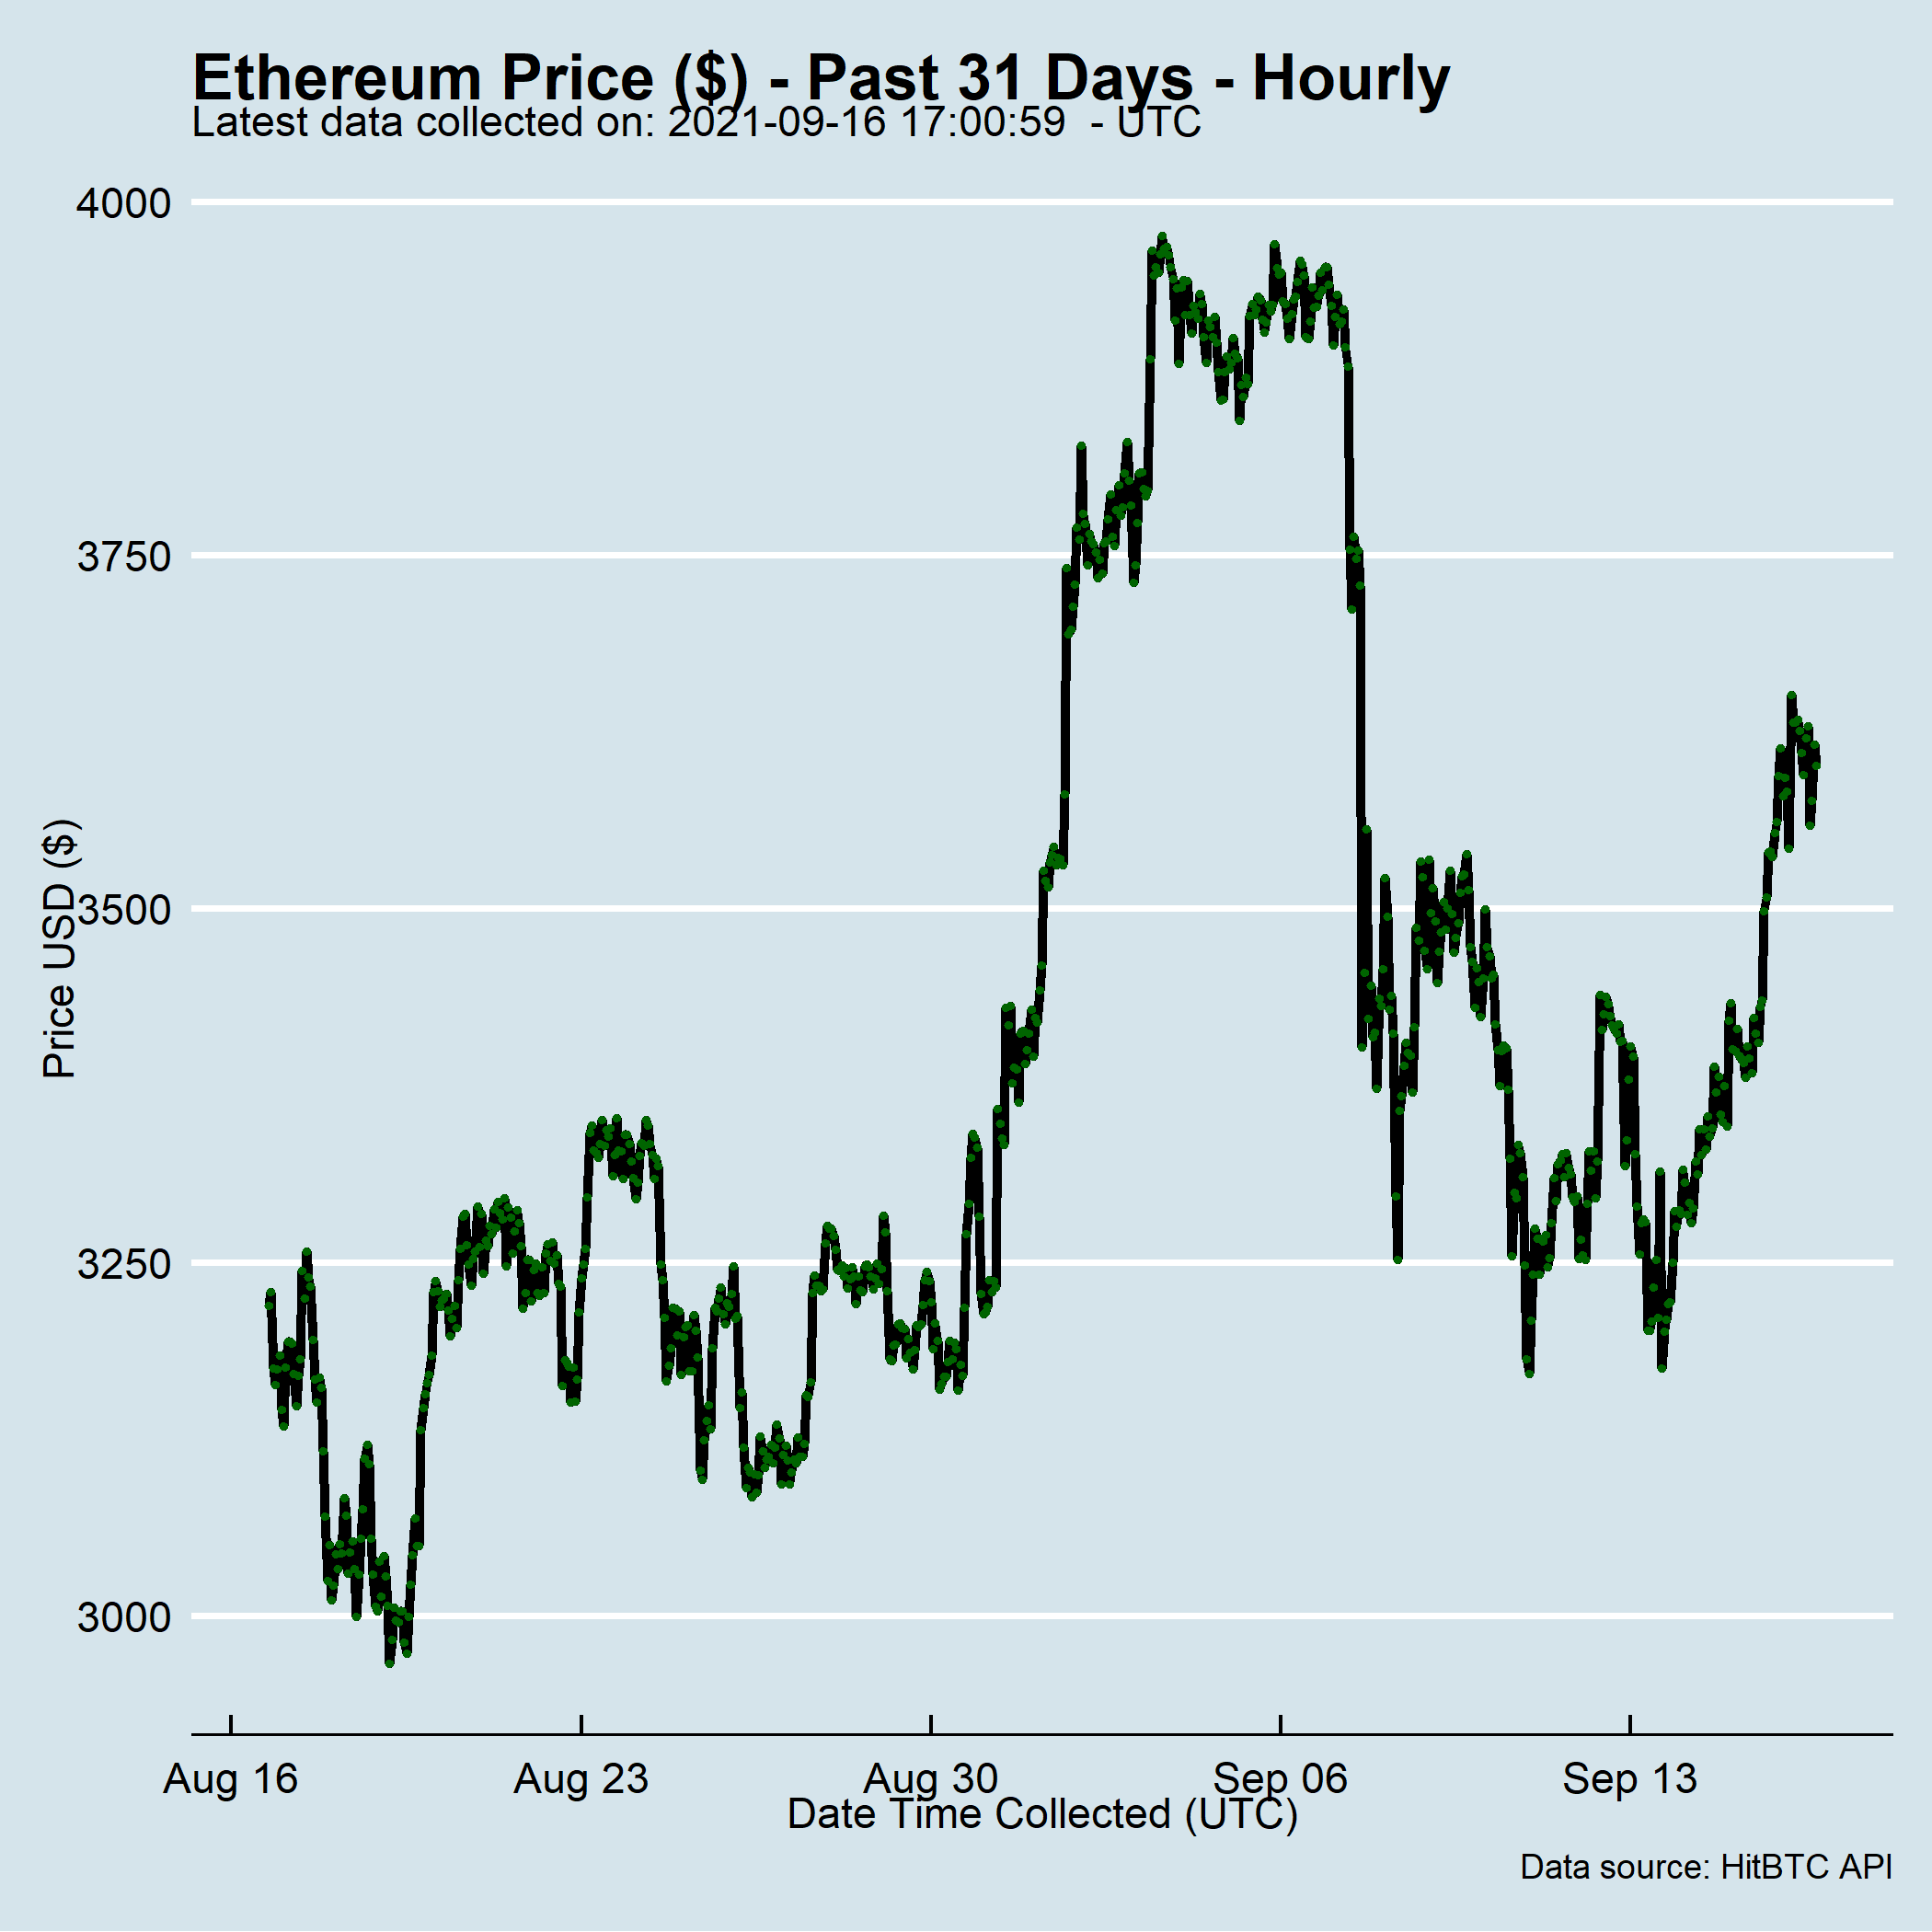 Ethereum Price ($) - Past 31 Days - Hourly
Latest data collected on: 2021-09-16 17:00:59  - UTC
4000
3750
3500
3250
3000
Price USD ($)
Aug 16
Aug 23
Aug 30
Sep 06
Sep 13
Date Time Collected (UTC)
Data source: HitBTC API